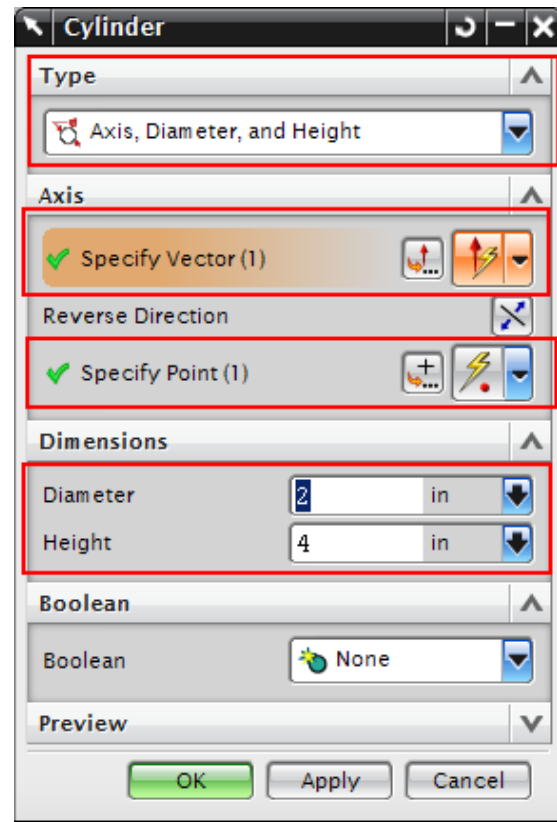 Cylinder
Type
Axis, Diameter, and Height
Axis
Specify Vector (1)
Reverse Direction
Specify Point (1)
Dimensions
Diameter 2 in
Height 4 in
Boolean
Boolean None
Preview
OK Apply Cancel